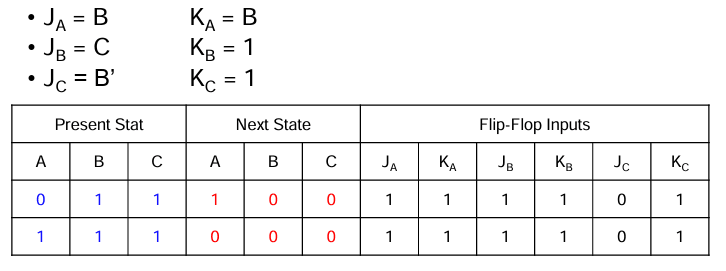 • J_A = B K_A = B
• J_B = C K_B = 1
• J_C = B' K_C = 1
Present Stat Next State Flip-Flop Inputs
A B C A B C J_A K_A J_B K_B J_C K_C
0 1 1 1 0 0 1 1 1 1 0 1
1 1 1 0 0 0 1 1 1 1 0 1